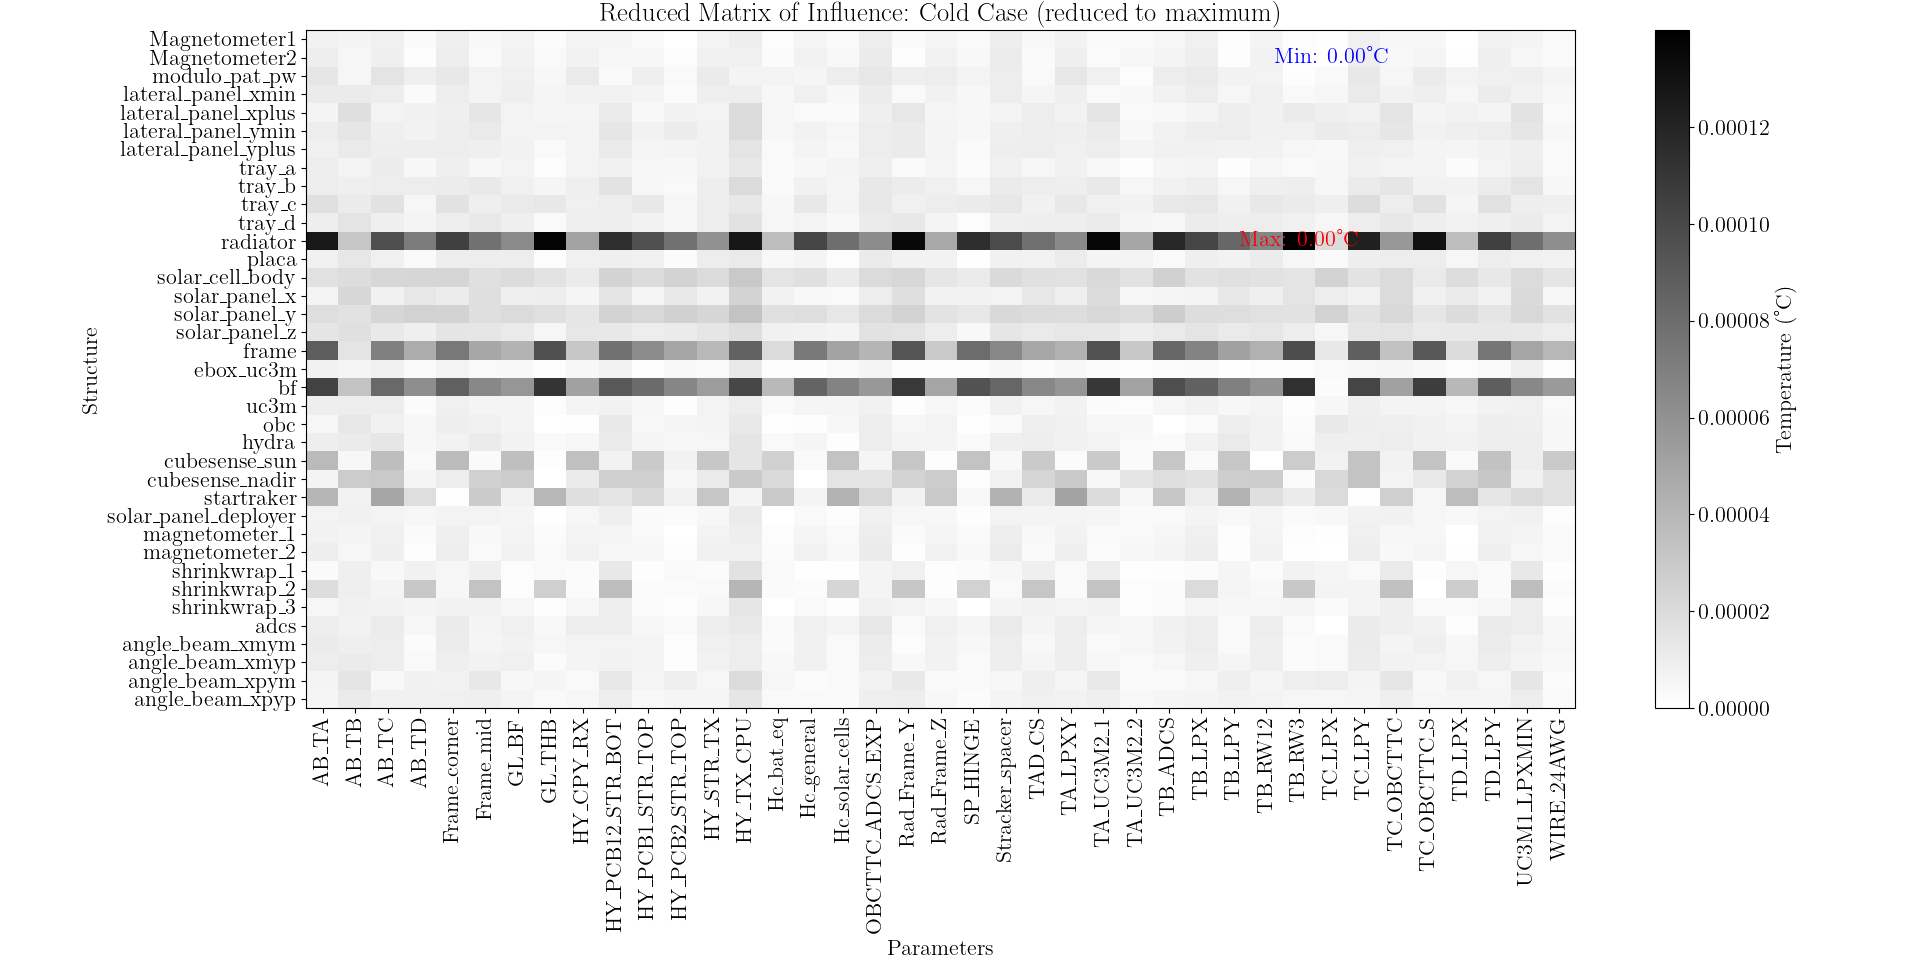 Reduced Matrix of Influence: Cold Case (reduced to maximum)
Magnetometer1
Magnetometer2
modulo_pat_pw
lateral_panel_xmin
lateral_panel_xplus
lateral_panel_ymin
lateral_panel_yplus
tray_a
tray_b
tray_c
tray_d
radiator
placa
solar_cell_body
solar_panel_x
solar_panel_y
solar_panel_z
frame
ebox_uc3m
bf
uc3m
obc
hydra
cubesense_sun
cubesense_nadir
startraker
solar_panel_deployer
magnetometer_1
magnetometer_2
shrinkwrap_1
shrinkwrap_2
shrinkwrap_3
adcs
angle_beam_xmym
angle_beam_xmyp
angle_beam_xpym
angle_beam_xpyp
Structure
Min: 0.00°C
Max: 0.00°C
AB_TA
AB_TB
AB_TC
AB_TD
Frame_corner
Frame_mid
GL_BF
GL_THB
HY_CPY_RX
HY_PCB12_STR_BOT
HY_PCB1_STR_TOP
HY_PCB2_STR_TOP
HY_STR_TX
HY_TX_CPU
Hc_bat_eq
Hc_general
Hc_solar_cells
OBCTTC_ADCS_EXP
Rad_Frame_Y
Rad_Frame_Z
SP_HINGE
Stracker_spacer
TAD_CS
TA_LPXY
TA_UC3M2_1
TA_UC3M2_2
TB_ADCS
TB_LPX
TB_LPY
TB_RW12
TB_RW3
TC_LPX
TC_LPY
TC_OBCTTC
TC_OBCTTC_S
TD_LPX
TD_LPY
UC3M1_LPXMIN
WIRE_24AWG
Parameters
0.00012
0.00010
0.00008
0.00006
0.00004
0.00002
0.00000
Temperature (°C)